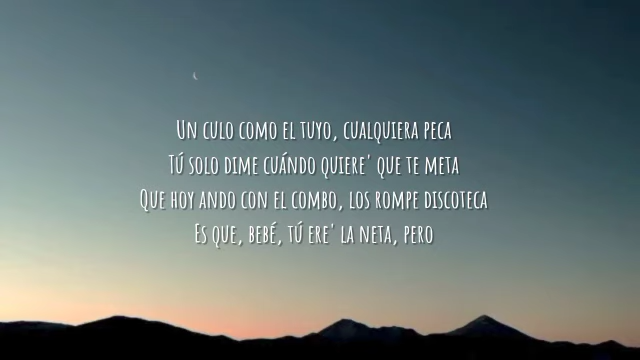 Un culo como el tuyo, cualquiera peca
Tú solo dime cuándo quiere' que te meta
Que hoy ando con el combo, los rompe discoteca
Es que, bebé, tú ere' la neta, pero